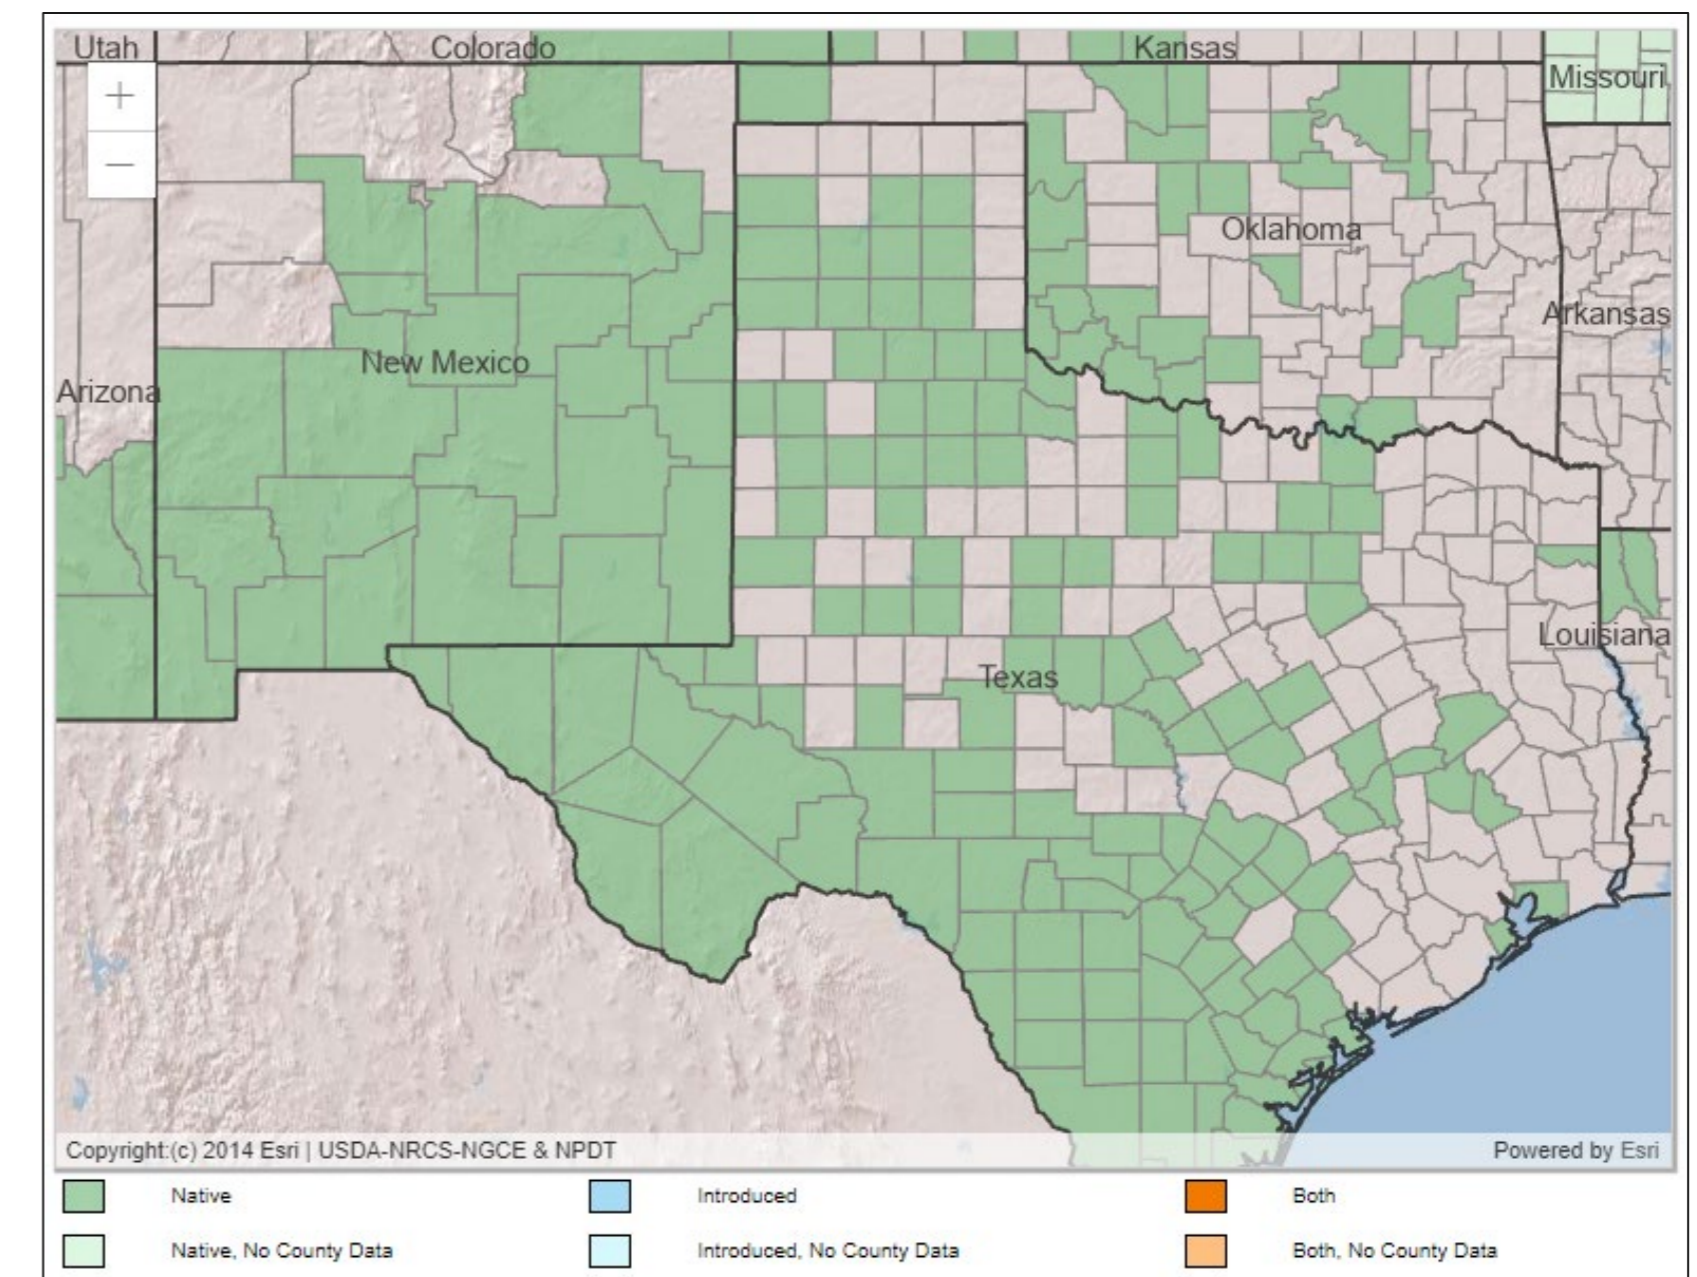 Utah
Colorado
Kansas
Missouri
+
−
Oklahoma
Arkansas
New Mexico
Arizona
Louisiana
Texas
Copyright:(c) 2014 Esri | USDA-NRCS-NGCE & NPDT
Powered by Esri
Native
Introduced
Both
Native, No County Data
Introduced, No County Data
Both, No County Data